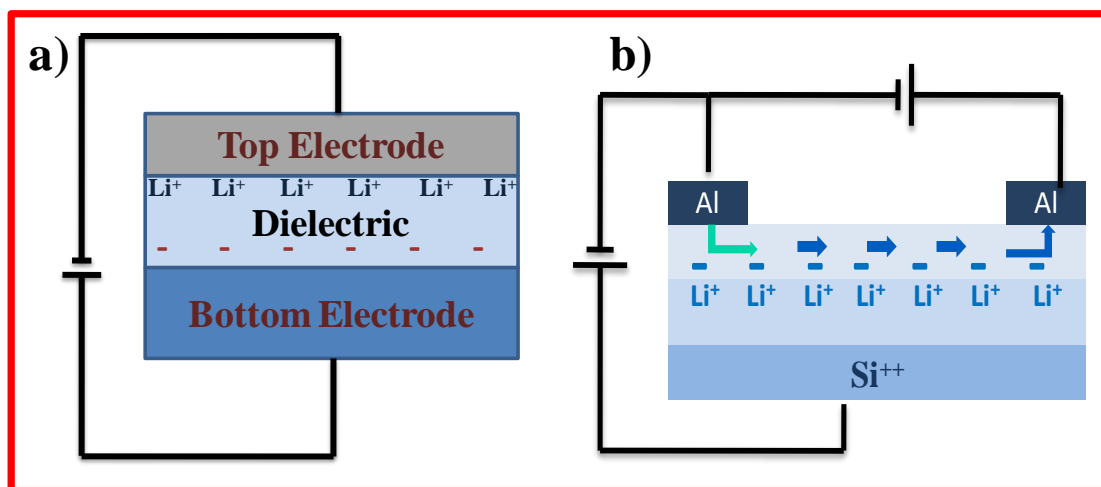 a)
Top Electrode
Li⁺ Li⁺ Li⁺ Li⁺ Li⁺ Li⁺
Dielectric
- - - - - -
Bottom Electrode
b)
Al Al
- - - - - - -
Li⁺ Li⁺ Li⁺ Li⁺ Li⁺ Li⁺ Li⁺
Si⁺⁺